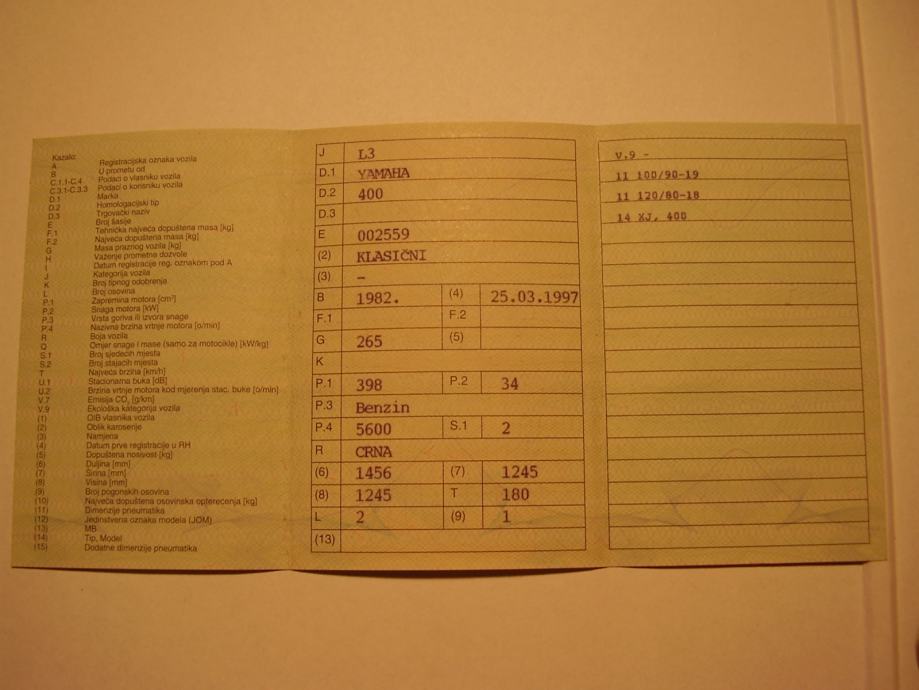 Kazalo:
A Registracijska oznaka vozila
B U prometu od
C.1.1-C.4 Podaci o vlasniku vozila
C.3.1-C.3.3 Podaci o korisniku vozila
D.1 Marka
D.2 Homologacijski tip
D.3 Trgovački naziv
E Broj šasije
F.1 Tehnička najveća dopuštena masa [kg]
F.2 Najveća dopuštena masa [kg]
G Masa praznog vozila [kg]
H Važenje prometne dozvole
I Datum registracije reg. oznakom pod A
J Kategorija vozila
K Broj tipnog odobrenje
L Broj osovina
P.1 Zapremina motora [cm³]
P.2 Snaga motora [kW]
P.3 Vrsta goriva ili izvora snage
P.4 Nazivna brzina vrtnje motora [o/min]
R Boja vozila
Q Omjer snage i mase (samo za motocikle) [kW/kg]
S.1 Broj sjedećih mjesta
S.2 Broj stajaćih mjesta
T Najveća brzina [km/h]
U.1 Stacionarna buka [dB]
U.2 Brzina vrtnje motora kod mjerenja stac. buke [o/min]
V.7 Emisija CO₂ [g/km]
V.9 Ekološka kategorija vozila
(1) OIB vlasnika vozila
(2) Oblik karoserije
(3) Namjena
(4) Datum prve registracije u RH
(5) Dopuštena nosivost [kg]
(6) Duljina [mm]
(7) Širina [mm]
(8) Visina [mm]
(9) Broj pogonskih osovina
(10) Najveća dopuštena osovinska opterećenja [kg]
(11) Dimenzije pneumatika
(12) Jedinstvena oznaka modela (JOM)
(13) MB
(14) Tip, Model
(15) Dodatne dimenzije pneumatika
J L3
D.1 YAMAHA
D.2 400
D.3
E 002559
(2) KLASIČNI
(3) –
B 1982. (4) 25.03.1997
F.1 F.2
G 265 (5)
K
P.1 398 P.2 34
P.3 Benzin
P.4 5600 S.1 2
R CRNA
(6) 1456 (7) 1245
(8) 1245 T 180
L 2 (9) 1
(13)
V.9 -
11 100/90-19
11 120/80-18
14 XJ, 400